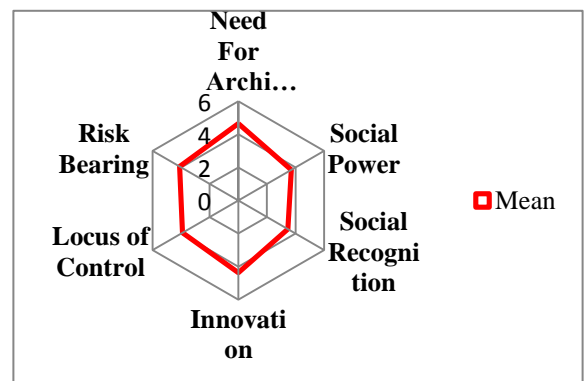 Need
For
Archi...
Social
Power
Social
Recogni
tion
Innovati
on
Locus of
Control
Risk
Bearing
6
4
2
0
Mean